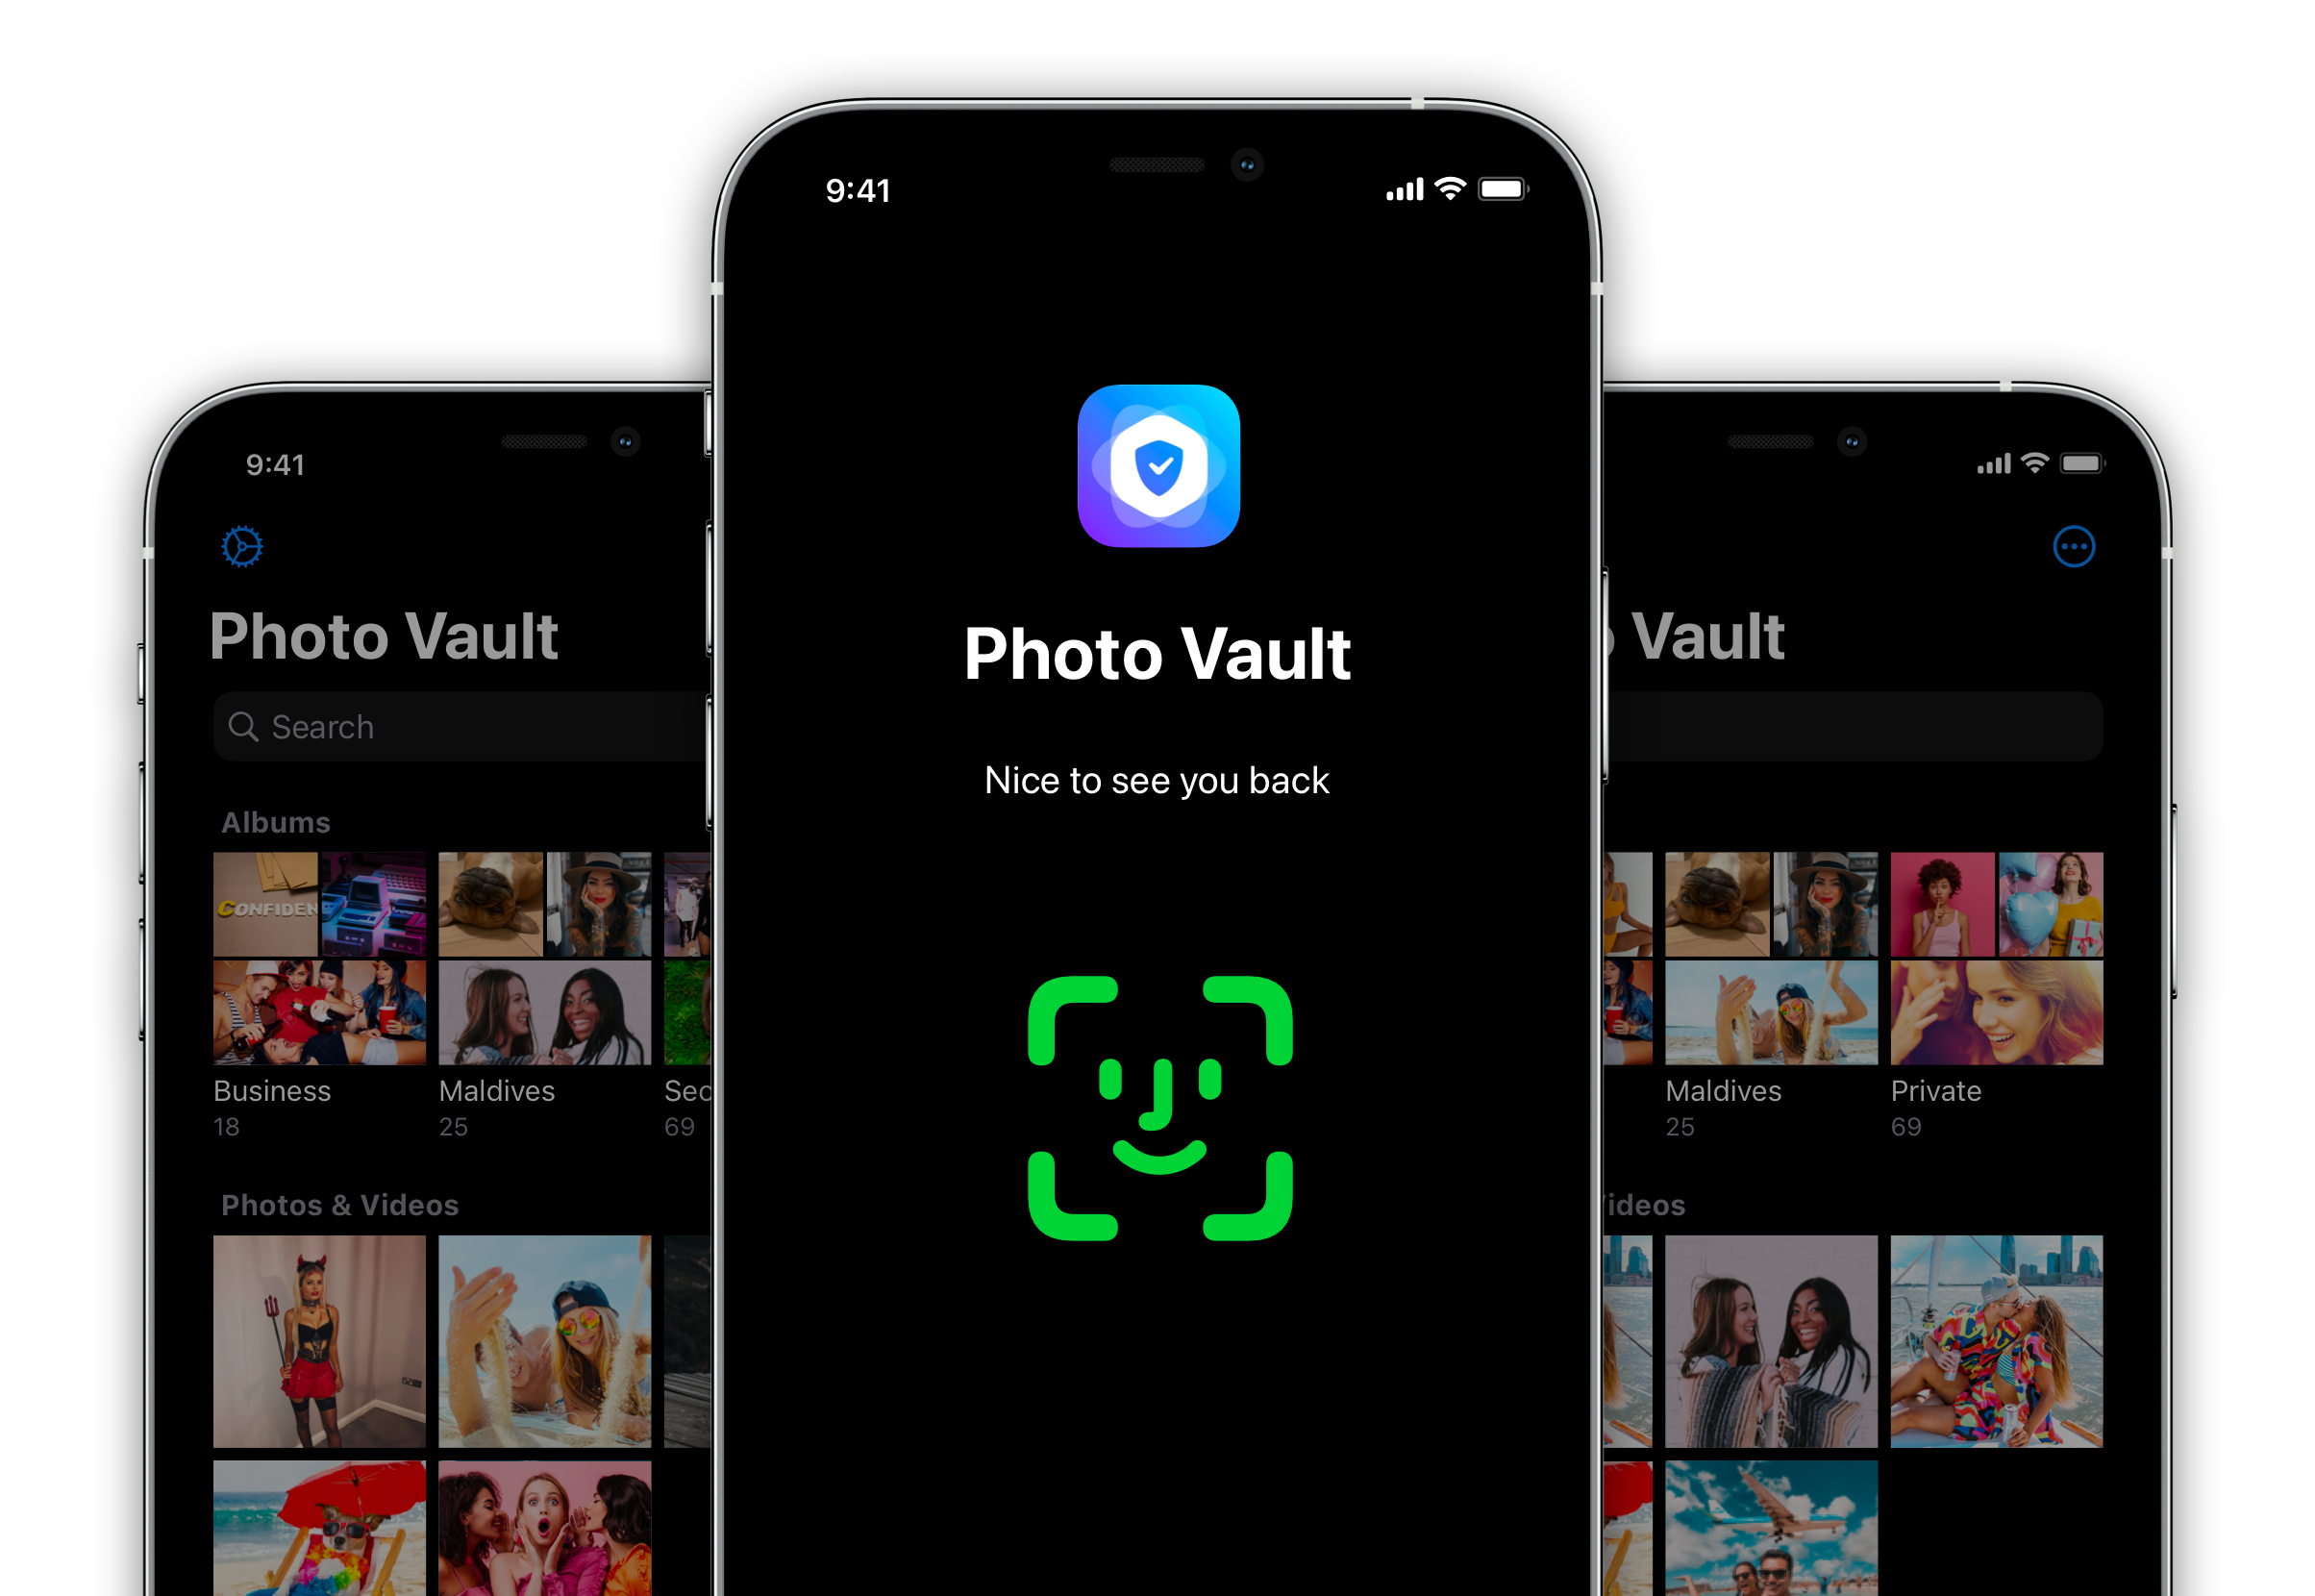 9:41
Photo Vault
Nice to see you back
9:41
Photo Vault
Search
Albums
CONFIDEN
Business
18
Maldives
25
Sec
69
Photos & Videos
Vault
Maldives
25
Private
69
ideos